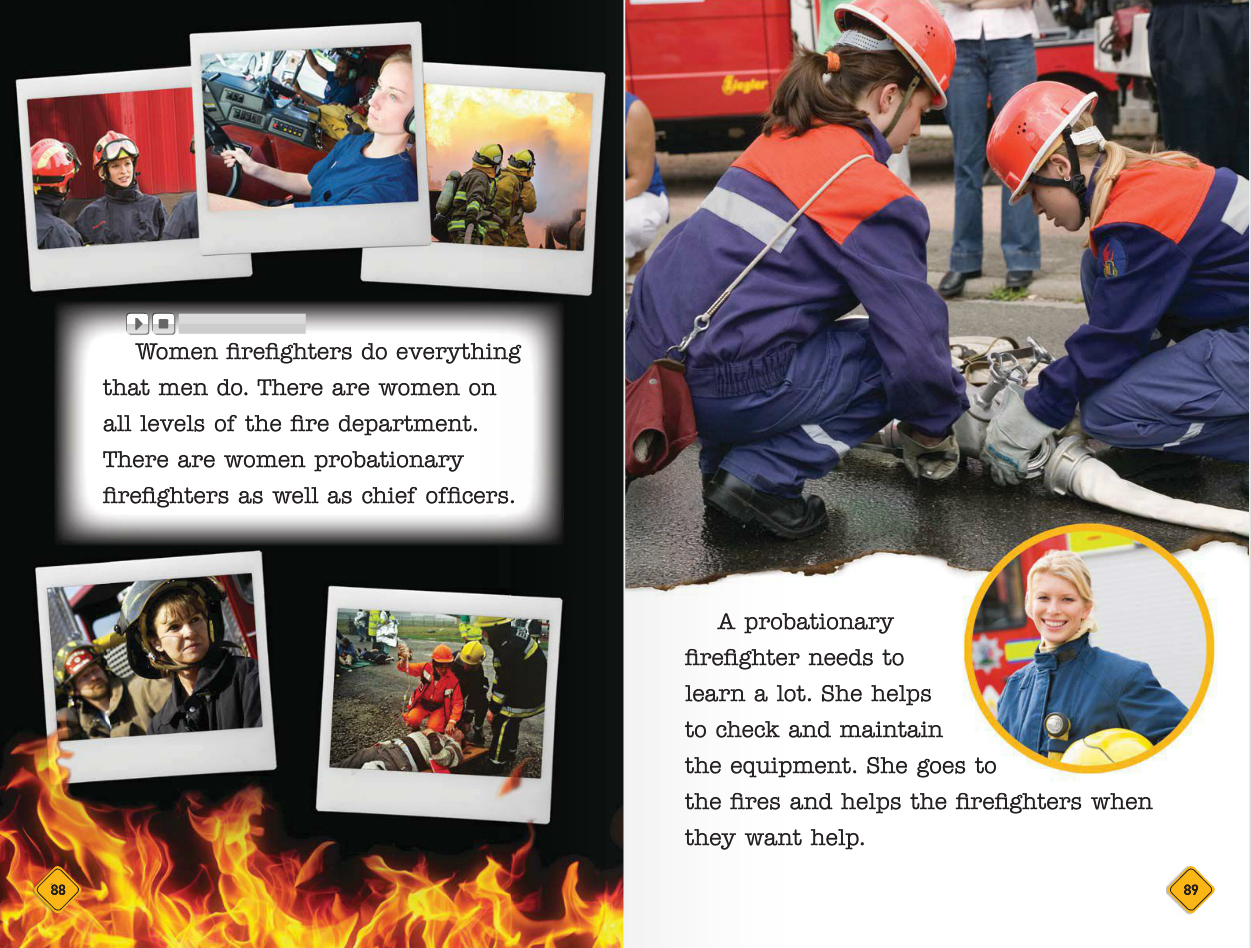 Women firefighters do everything
that men do. There are women on
all levels of the fire department.
There are women probationary
firefighters as well as chief officers.
88
Ziegler
A probationary
firefighter needs to
learn a lot. She helps
to check and maintain
the equipment. She goes to
the fires and helps the firefighters when
they want help.
89